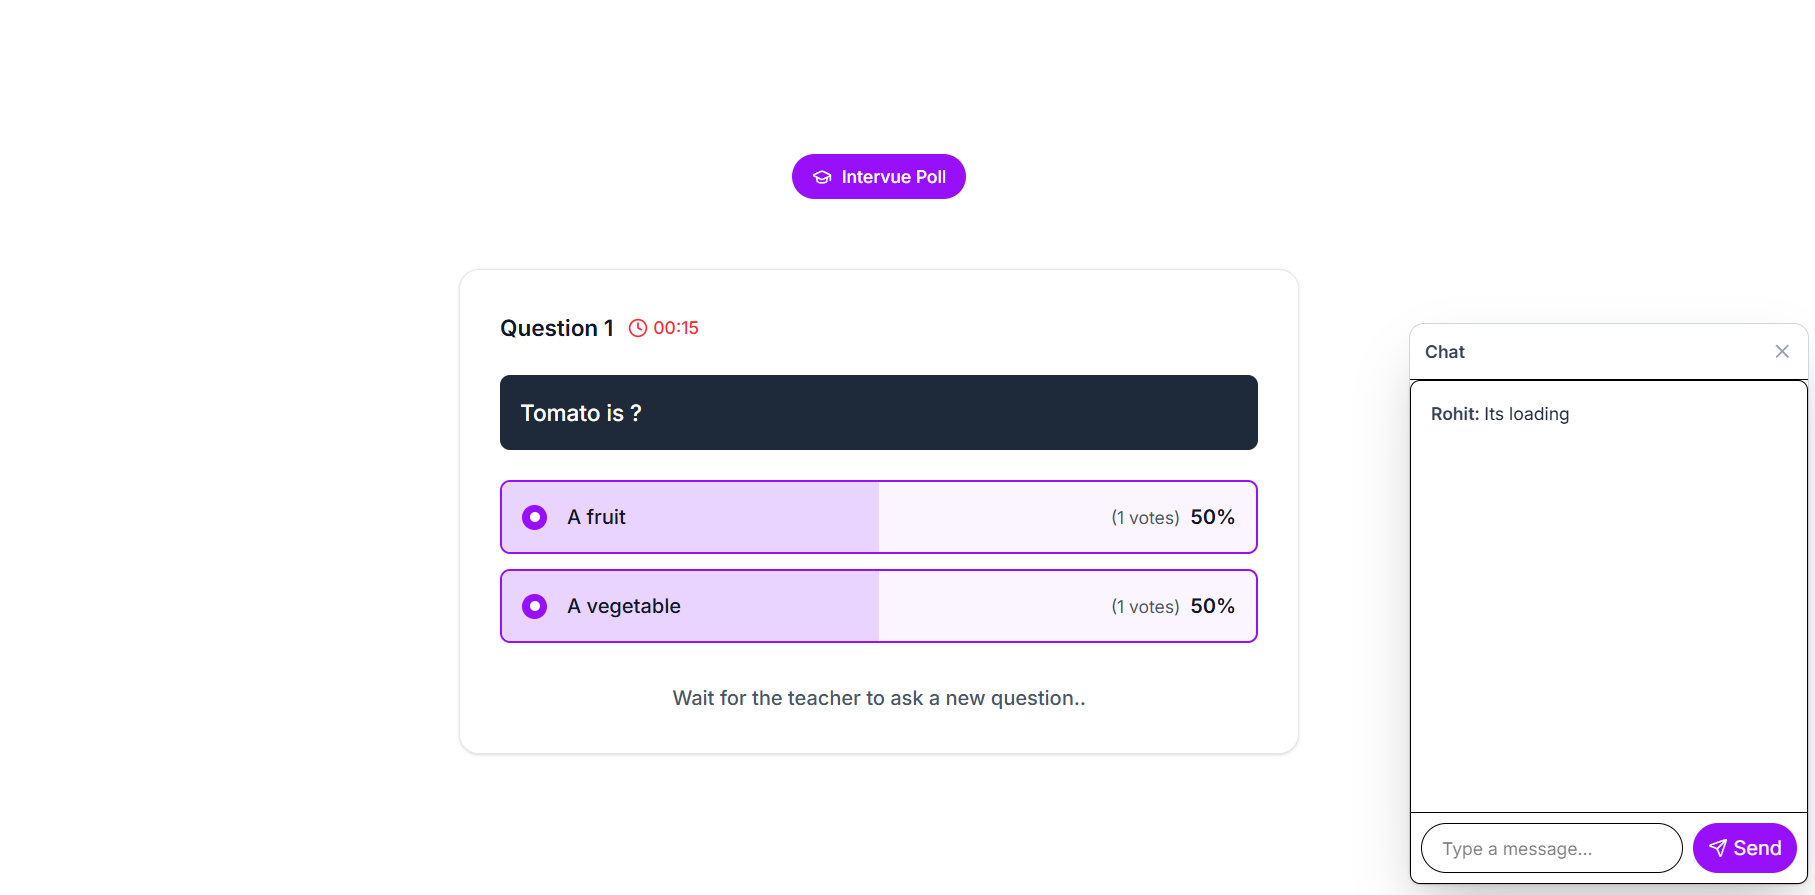 Intervue Poll
Question 1 00:15
Tomato is ?
A fruit (1 votes) 50%
A vegetable (1 votes) 50%
Wait for the teacher to ask a new question..
Chat
Rohit: Its loading
Type a message...
Send